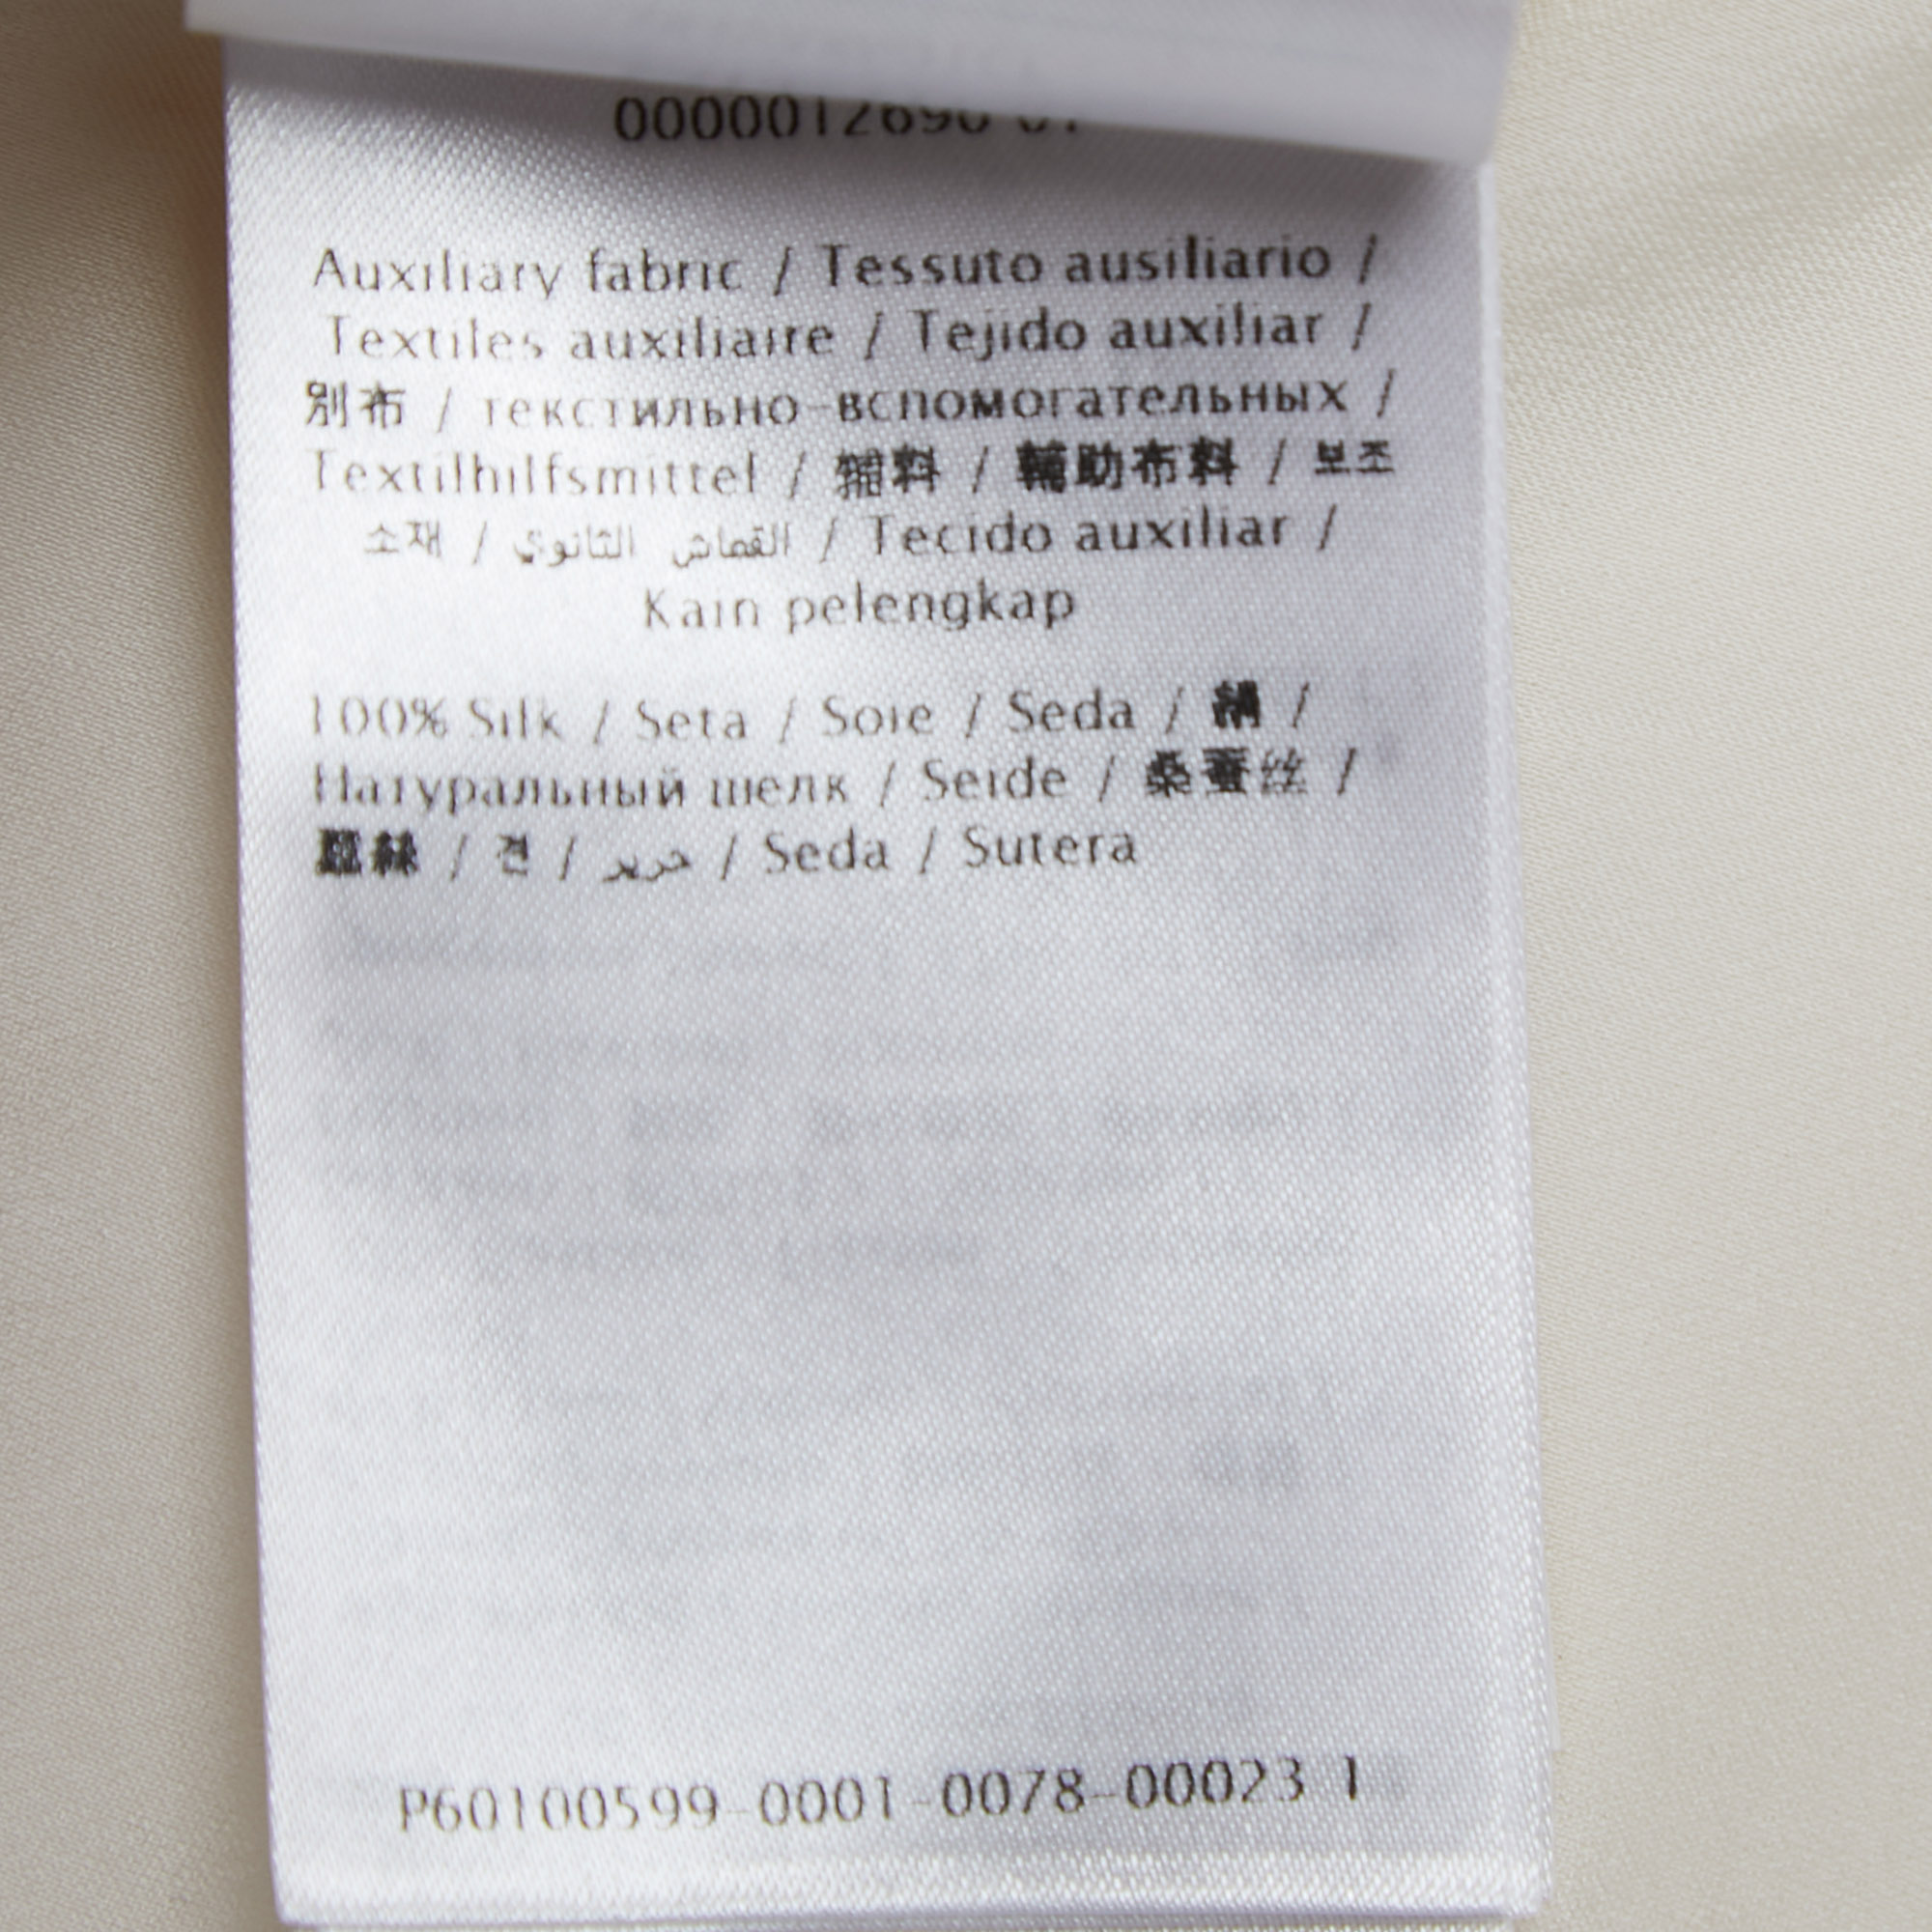 Auxiliary fabric / Tessuto ausiliario /
Textiles auxiliaire / Tejido auxiliar /
別布 / текстильно-вспомогательных /
Textilhilfsmittel / 辅料 / 輔助布料 / 보조
소재 / القماش الثانوي / Tecido auxiliar /
Kain pelengkap
100% Silk / Seta / Soie / Seda / 絹 /
Натуральный шелк / Seide / 桑蚕丝 /
蠶絲 / 견 / حرير / Seda / Sutera
P60100599-0001-0078-00023 1